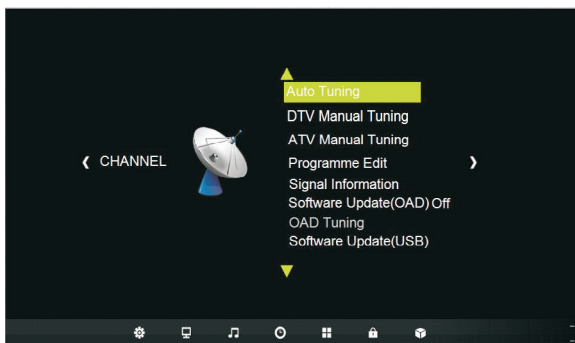 Auto Tuning
DTV Manual Tuning
ATV Manual Tuning
CHANNEL
Programme Edit
Signal Information
Software Update(OAD) Off
OAD Tuning
Software Update(USB)